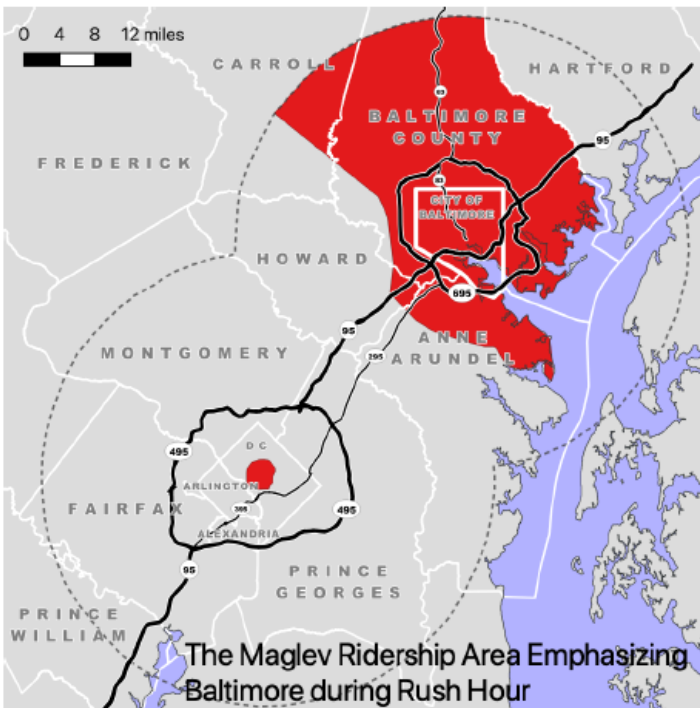 0 4 8 12 miles
CARROLL
HARTFORD
83
BALTIMORE
COUNTY
95
FREDERICK
83
CITY OF
BALTIMORE
HOWARD
695
95
ANNE
ARUNDEL
MONTGOMERY
295
DC
495
ARLINGTON
FAIRFAX
395
495
ALEXANDRIA
95
PRINCE
GEORGES
PRINCE
WILLIAM
The Maglev Ridership Area Emphasizing
Baltimore during Rush Hour